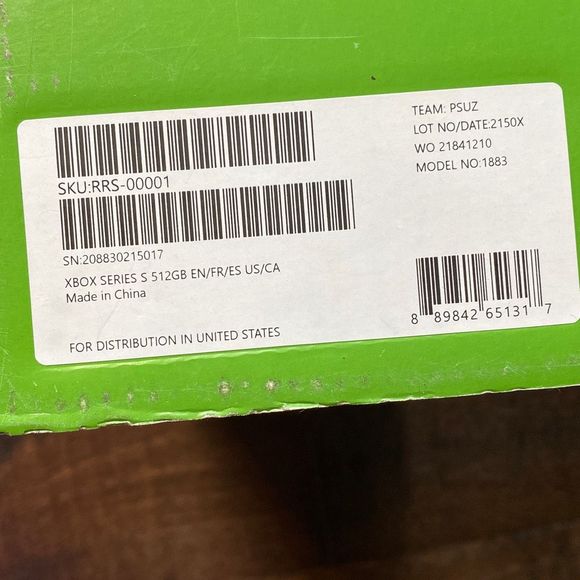 SKU:RRS-00001
SN:208830215017
XBOX SERIES S 512GB EN/FR/ES US/CA
Made in China
FOR DISTRIBUTION IN UNITED STATES
TEAM: PSUZ
LOT NO/DATE:2150X
WO 21841210
MODEL NO:1883
8 89842 65131 7